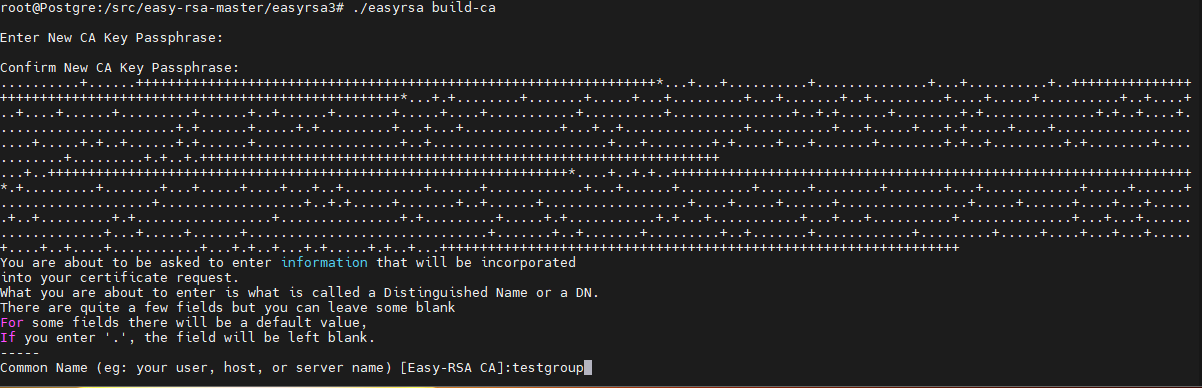 root@Postgre:/src/easy-rsa-master/easyrsa3# ./easyrsa build-ca
Enter New CA Key Passphrase:
Confirm New CA Key Passphrase:
You are about to be asked to enter information that will be incorporated
into your certificate request.
What you are about to enter is what is called a Distinguished Name or a DN.
There are quite a few fields but you can leave some blank
For some fields there will be a default value,
If you enter '.', the field will be left blank.
-----
Common Name (eg: your user, host, or server name) [Easy-RSA CA]:testgroup